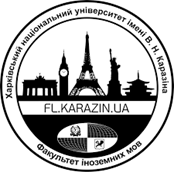 Харківський національний університет імені В. Н. Каразіна
FL.KARAZIN.UA
Факультет іноземних мов